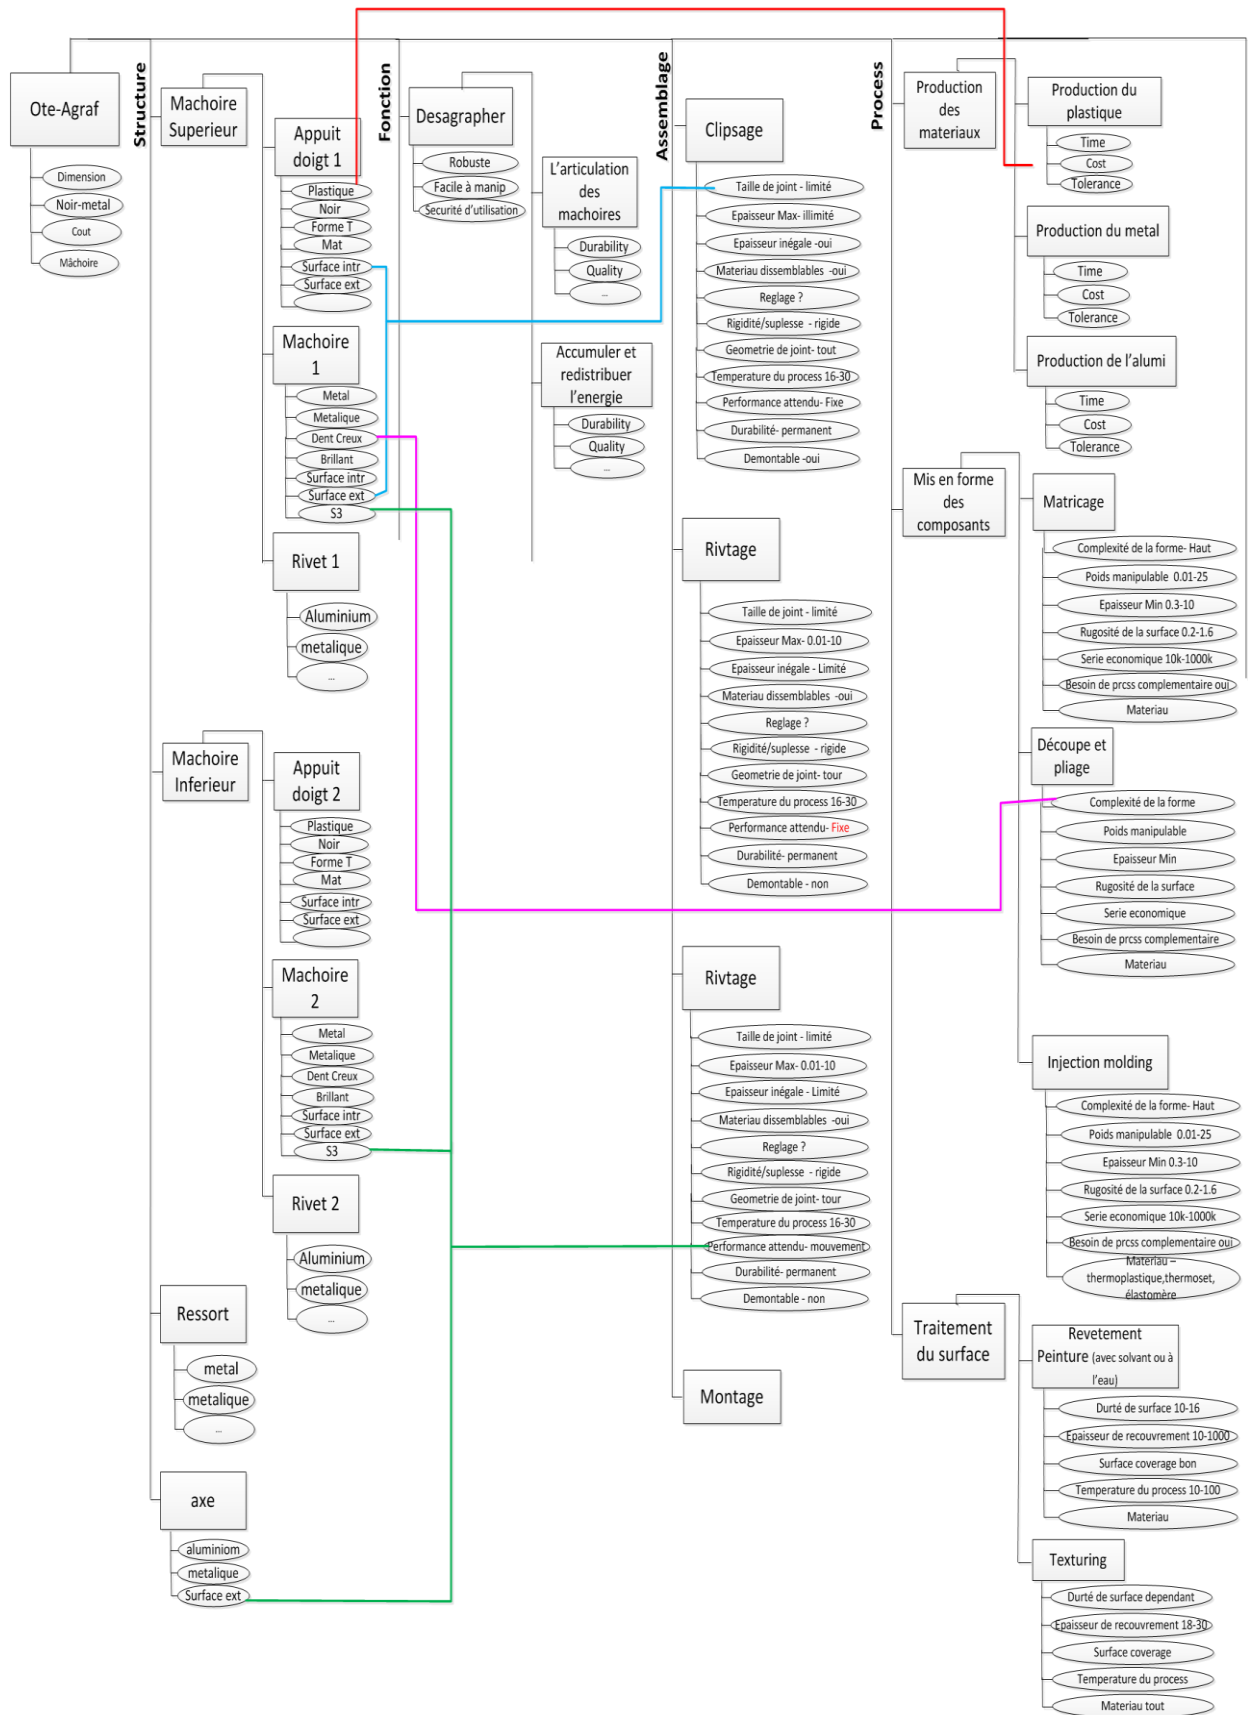 Ote-Agraf
Dimension
Noir-metal
Cout
Mâchoire
Structure
Machoire
Superieur
Appuit
doigt 1
Plastique
Noir
Forme T
Mat
Surface intr
Surface ext
Machoire
1
Metal
Metalique
Dent Creux
Brillant
Surface intr
Surface ext
S3
Rivet 1
Aluminium
metalique
...
Machoire
Inferieur
Appuit
doigt 2
Plastique
Noir
Forme T
Mat
Surface intr
Surface ext
Machoire
2
Metal
Metalique
Dent Creux
Brillant
Surface intr
Surface ext
S3
Rivet 2
Aluminium
metalique
...
Ressort
metal
metalique
...
axe
aluminiom
metalique
Surface ext
Fonction
Desagrapher
Robuste
Facile à manip
Securité d'utilisation
L'articulation
des
machoires
Durability
Quality
...
Accumuler et
redistribuer
l'energie
Durability
Quality
...
Assemblage
Clipsage
Taille de joint - limité
Epaisseur Max- illimité
Epaisseur inégale -oui
Materiau dissemblables -oui
Reglage ?
Rigidité/suplesse - rigide
Geometrie de joint- tout
Temperature du process 16-30
Performance attendu- Fixe
Durabilité- permanent
Demontable -oui
Rivtage
Taille de joint - limité
Epaisseur Max- 0.01-10
Epaisseur inégale - Limité
Materiau dissemblables -oui
Reglage ?
Rigidité/suplesse - rigide
Geometrie de joint- tour
Temperature du process 16-30
Performance attendu- Fixe
Durabilité- permanent
Demontable - non
Rivtage
Taille de joint - limité
Epaisseur Max- 0.01-10
Epaisseur inégale - Limité
Materiau dissemblables -oui
Reglage ?
Rigidité/suplesse - rigide
Geometrie de joint- tour
Temperature du process 16-30
Performance attendu- mouvement
Durabilité- permanent
Demontable - non
Montage
Process
Production
des
materiaux
Production du
plastique
Time
Cost
Tolerance
Production du metal
Time
Cost
Tolerance
Production de l'alumi
Time
Cost
Tolerance
Mis en forme
des
composants
Matricage
Complexité de la forme- Haut
Poids manipulable 0.01-25
Epaisseur Min 0.3-10
Rugosité de la surface 0.2-1.6
Serie economique 10k-1000k
Besoin de prcss complementaire oui
Materiau
Découpe et
pliage
Complexité de la forme
Poids manipulable
Epaisseur Min
Rugosité de la surface
Serie economique
Besoin de prcss complementaire
Materiau
Injection molding
Complexité de la forme- Haut
Poids manipulable 0.01-25
Epaisseur Min 0.3-10
Rugosité de la surface 0.2-1.6
Serie economique 10k-1000k
Besoin de prcss complementaire oui
Materiau –
thermoplastique,thermoset,
élastomère
Traitement
du surface
Revetement
Peinture (avec solvant ou à
l'eau)
Durté de surface 10-16
Epaisseur de recouvrement 10-1000
Surface coverage bon
Temperature du process 10-100
Materiau
Texturing
Durté de surface dependant
Epaisseur de recouvrement 18-30
Surface coverage
Temperature du process
Materiau tout